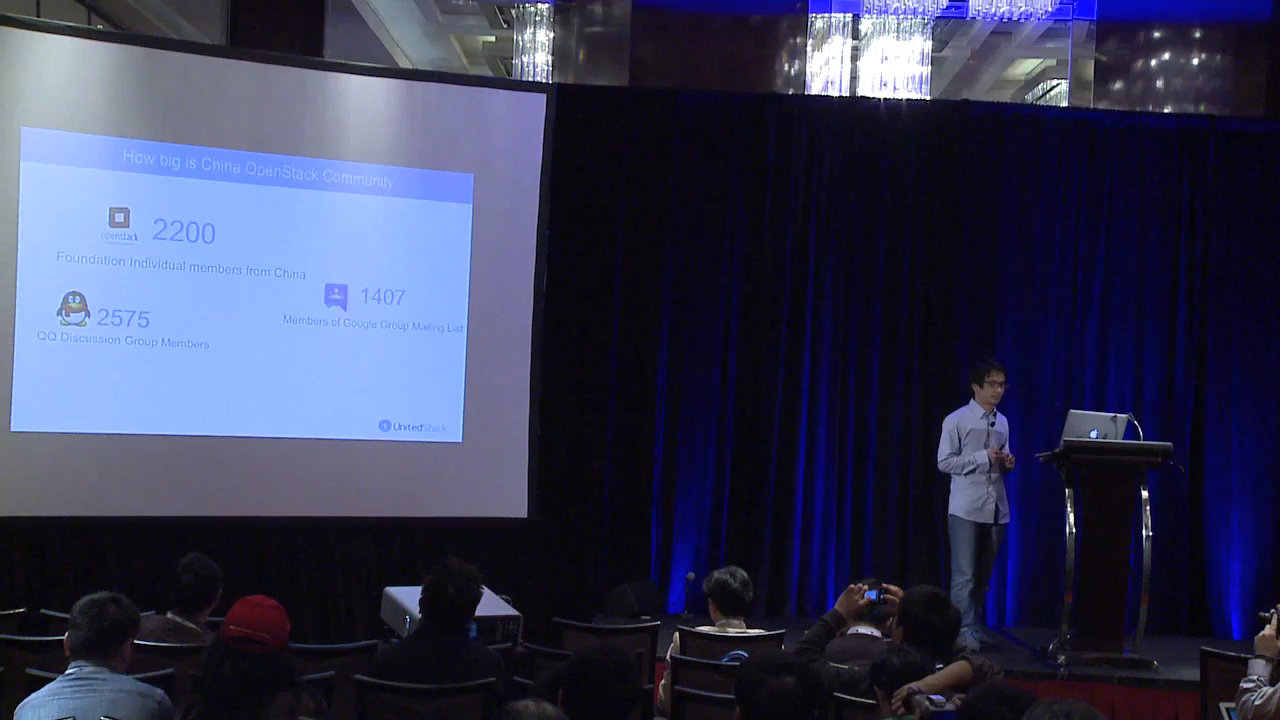 How big is China OpenStack Community
openstack
2200
Foundation Individual members from China
1407
Members of Google Group Mailing List
2575
QQ Discussion Group Members
UnitedStack